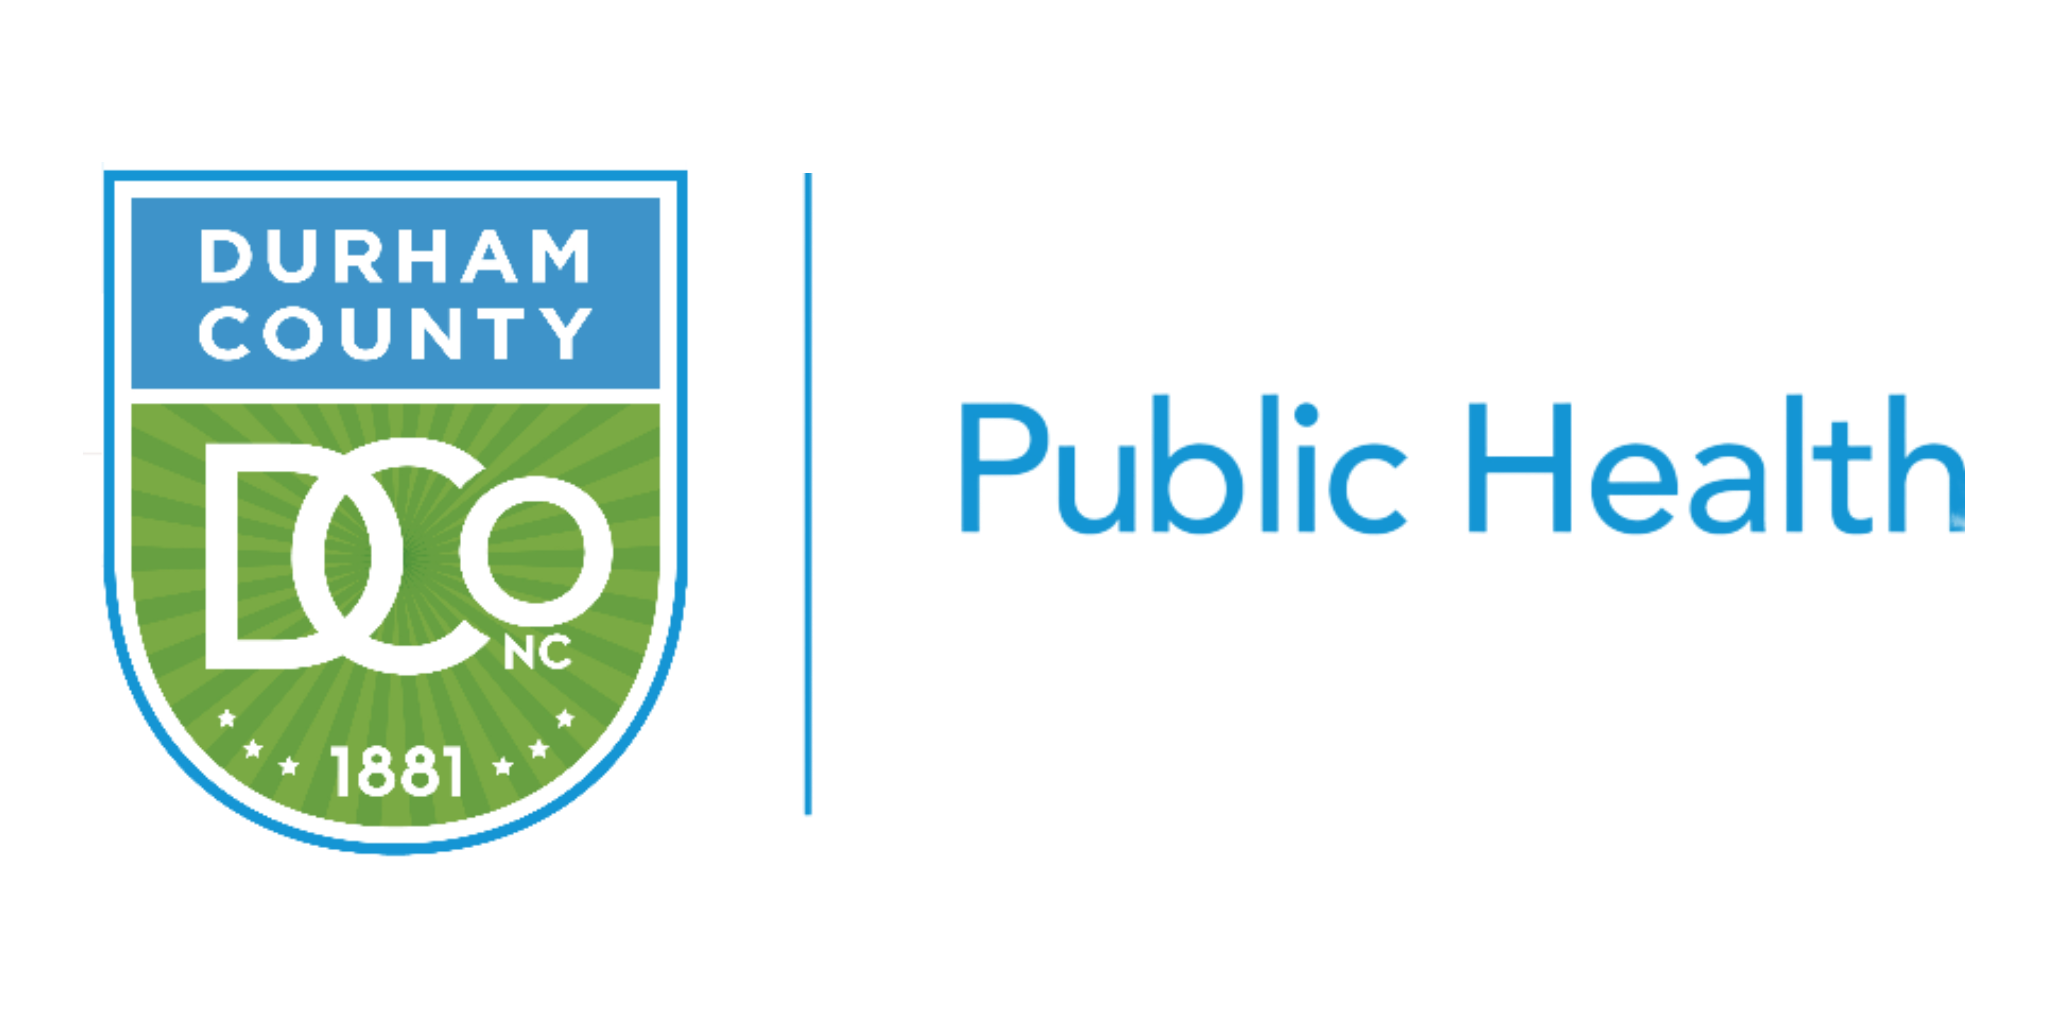 DURHAM
COUNTY
DCo
NC
1881
Public Health